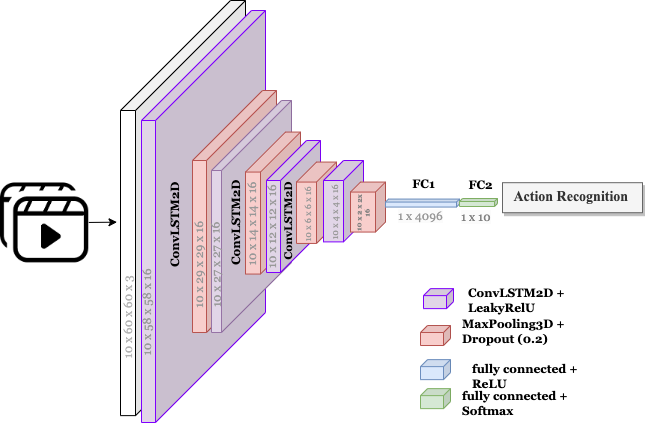 10 x 60 x 60 x 3
10 x 58 x 58 x 16
ConvLSTM2D
10 x 29 x 29 x 16
10 x 27 x 27 x 16
ConvLSTM2D
10 x 14 x 14 x 16
10 x 12 x 12 x 16
ConvLSTM2D
10 x 6 x 6 x 16
10 x 4 x 4 x 16
10 x 2 x 2x
16
FC1
1 x 4096
FC2
1 x 10
Action Recognition
ConvLSTM2D +
LeakyRelU
MaxPooling3D +
Dropout (0.2)
fully connected +
ReLU
fully connected +
Softmax